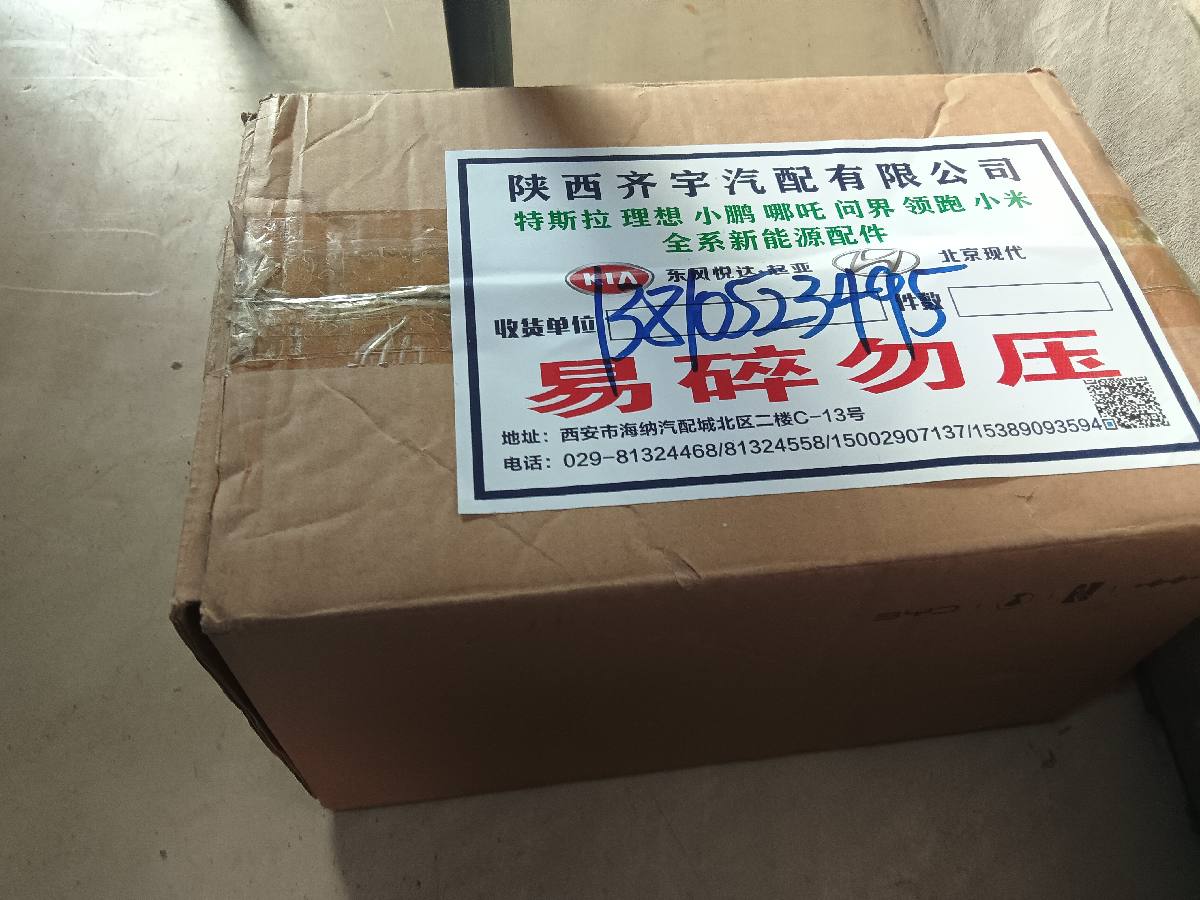 陕西齐宇汽配有限公司
特斯拉 理想 小鹏 哪吒 问界 领跑 小米
全系新能源配件
KIA 东风悦达·起亚 北京现代
收货单位 13810523495 件数
易碎勿压
地址：西安市海纳汽配城北区二楼C-13号
电话：029-81324468/81324558/15002907137/15389093594